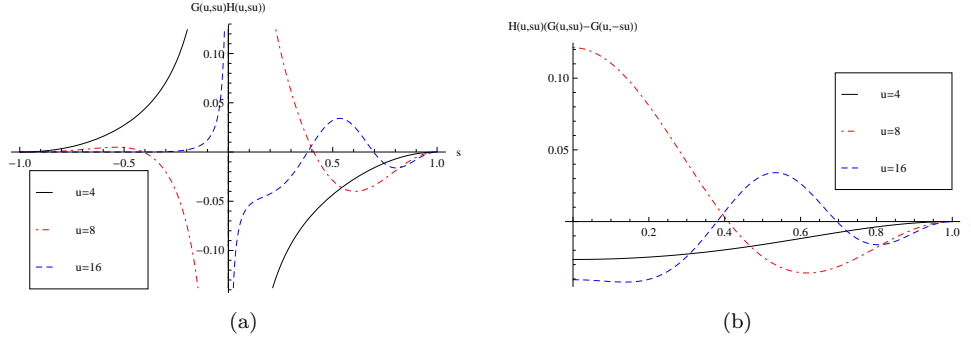 G(u,su)H(u,su))
0.10
0.05
-1.0 -0.5 0.5 1.0 s
-0.05
-0.10
u=4
u=8
u=16
(a)
H(u,su)(G(u,su)−G(u,−su))
0.10
0.05
0.2 0.4 0.6 0.8 1.0 s
u=4
u=8
u=16
(b)